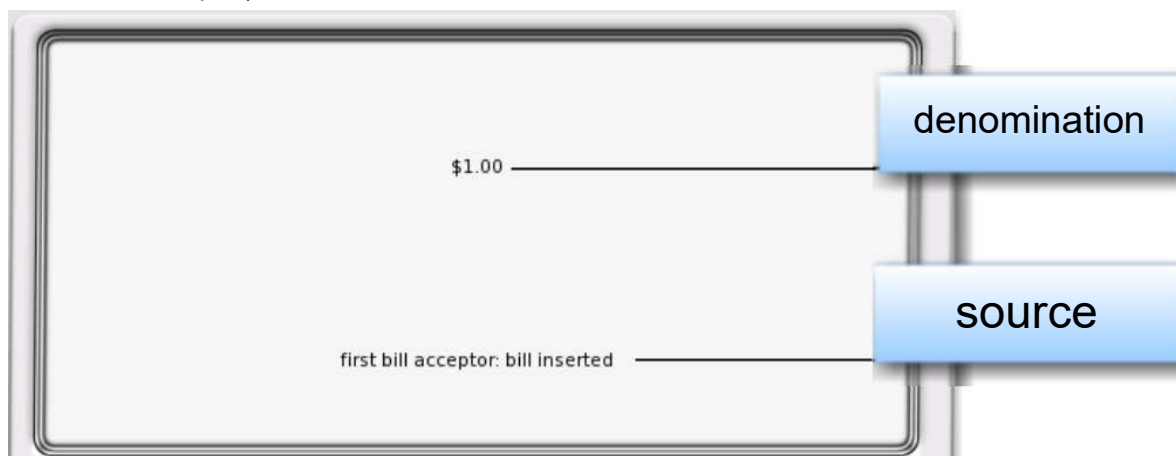 denomination
$1.00
source
first bill acceptor: bill inserted